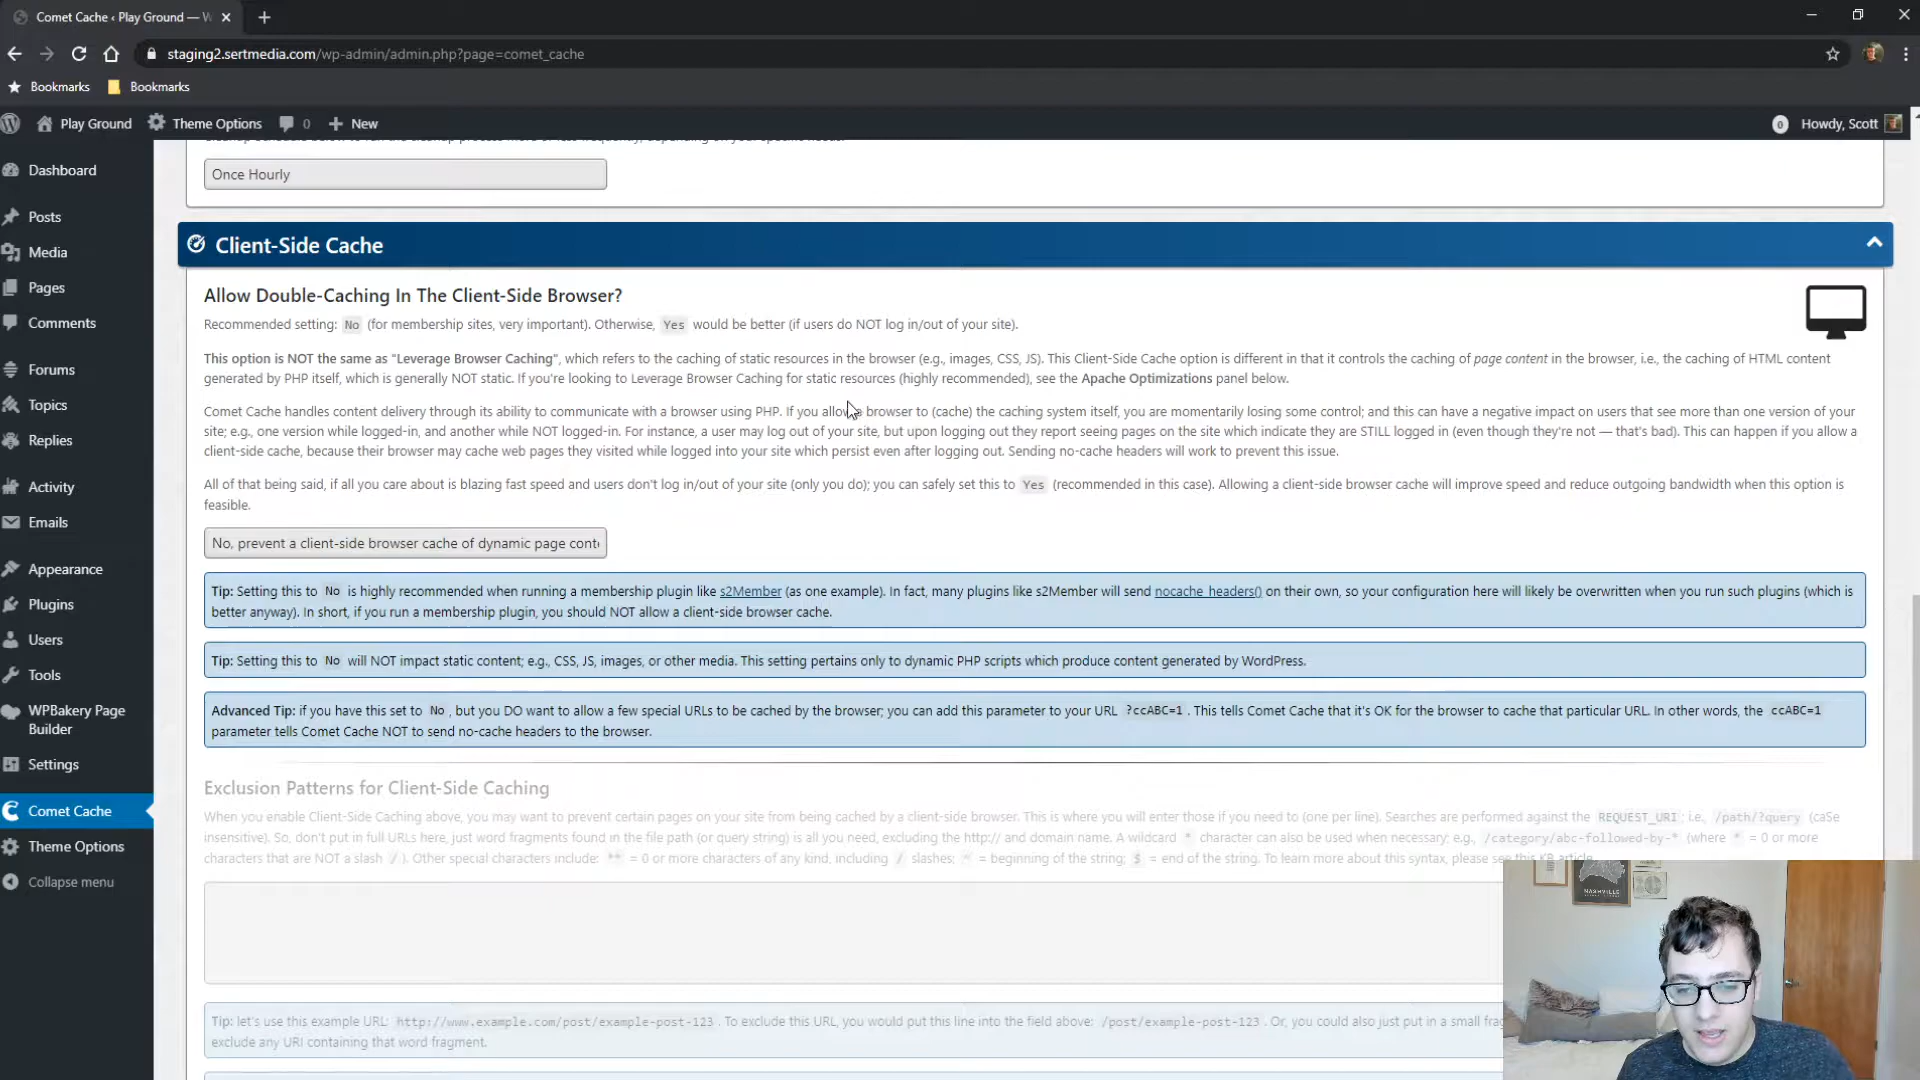 Comet Cache ‹ Play Ground — W
staging2.sertmedia.com/wp-admin/admin.php?page=comet_cache
Bookmarks
Bookmarks
Play Ground
Theme Options
0
New
0
Howdy, Scott
Dashboard
Posts
Media
Pages
Comments
Forums
Topics
Replies
Activity
Emails
Appearance
Plugins
Users
Tools
WPBakery Page
Builder
Settings
Comet Cache
Theme Options
Collapse menu
Once Hourly
Client-Side Cache
Allow Double-Caching In The Client-Side Browser?
Recommended setting: No (for membership sites, very important). Otherwise, Yes would be better (if users do NOT log in/out of your site).
This option is NOT the same as "Leverage Browser Caching", which refers to the caching of static resources in the browser (e.g., images, CSS, JS). This Client-Side Cache option is different in that it controls the caching of page content in the browser, i.e., the caching of HTML content
generated by PHP itself, which is generally NOT static. If you're looking to Leverage Browser Caching for static resources (highly recommended), see the Apache Optimizations panel below.
Comet Cache handles content delivery through its ability to communicate with a browser using PHP. If you allow a browser to (cache) the caching system itself, you are momentarily losing some control; and this can have a negative impact on users that see more than one version of your
site; e.g., one version while logged-in, and another while NOT logged-in. For instance, a user may log out of your site, but upon logging out they report seeing pages on the site which indicate they are STILL logged in (even though they're not — that's bad). This can happen if you allow a
client-side cache, because their browser may cache web pages they visited while logged into your site which persist even after logging out. Sending no-cache headers will work to prevent this issue.
All of that being said, if all you care about is blazing fast speed and users don't log in/out of your site (only you do); you can safely set this to Yes (recommended in this case). Allowing a client-side browser cache will improve speed and reduce outgoing bandwidth when this option is
feasible.
No, prevent a client-side browser cache of dynamic page cont
Tip: Setting this to No is highly recommended when running a membership plugin like s2Member (as one example). In fact, many plugins like s2Member will send nocache_headers() on their own, so your configuration here will likely be overwritten when you run such plugins (which is
better anyway). In short, if you run a membership plugin, you should NOT allow a client-side browser cache.
Tip: Setting this to No will NOT impact static content; e.g., CSS, JS, images, or other media. This setting pertains only to dynamic PHP scripts which produce content generated by WordPress.
Advanced Tip: if you have this set to No, but you DO want to allow a few special URLs to be cached by the browser; you can add this parameter to your URL ?ccABC=1. This tells Comet Cache that it's OK for the browser to cache that particular URL. In other words, the ccABC=1
parameter tells Comet Cache NOT to send no-cache headers to the browser.
Exclusion Patterns for Client-Side Caching
When you enable Client-Side Caching above, you may want to prevent certain pages on your site from being cached by a client-side browser. This is where you will enter those if you need to (one per line). Searches are performed against the REQUEST_URI; i.e., /path/?query (caSe
insensitive). So, don't put in full URLs here, just word fragments found in the file path (or query string) is all you need, excluding the http:// and domain name. A wildcard * character can also be used when necessary; e.g., /category/abc-followed-by-* (where * = 0 or more
characters that are NOT a slash /). Other special characters include: ** = 0 or more characters of any kind, including / slashes; ^ = beginning of the string; $ = end of the string. To learn more about this syntax, please see this KB article.
Tip: let's use this example URL: http://www.example.com/post/example-post-123. To exclude this URL, you would put this line into the field above: /post/example-post-123. Or, you could also just put in a small frag
exclude any URI containing that word fragment.
NASHVILLE